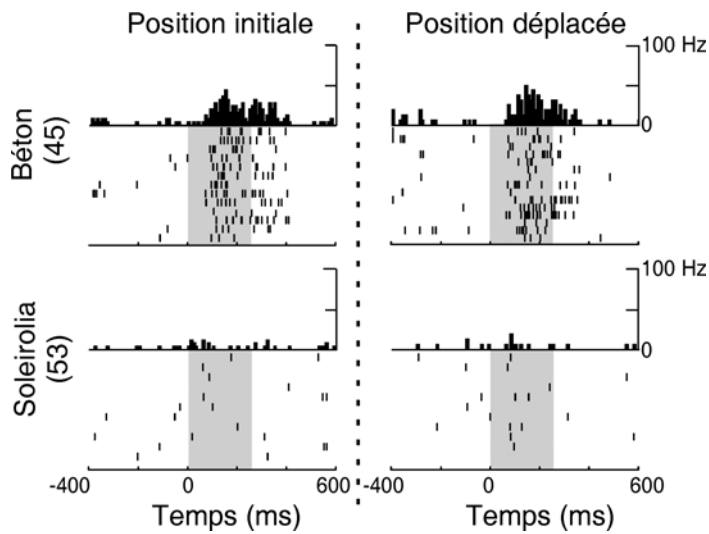 Position initiale
Position déplacée
100 Hz
0
Béton
(45)
100 Hz
0
Soleirolia
(53)
-400
0
600
0
600
Temps (ms)
Temps (ms)